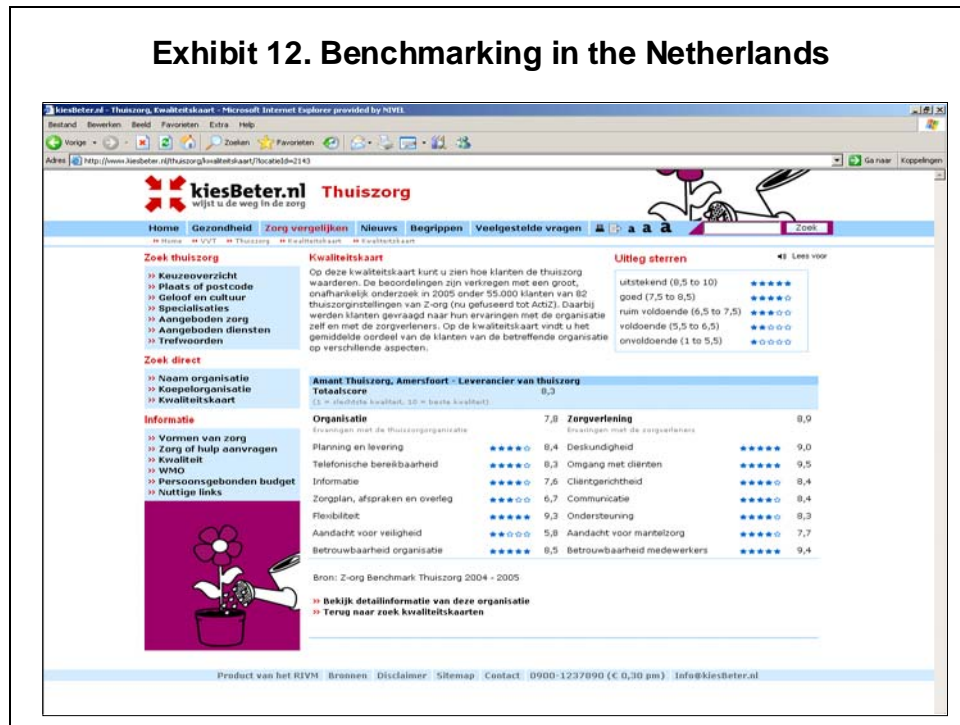 Exhibit 12. Benchmarking in the Netherlands
kiesBeter.nl - Thuiszorg, Kwaliteitskaart - Microsoft Internet Explorer provided by NIVEL
Bestand Bewerken Beeld Favorieten Extra Help
Vorige Zoeken Favorieten
Adres http://www.kiesbeter.nl/thuiszorg/kwaliteitskaart/?locatieId=2143 Ga naar Koppelingen
kiesBeter.nl Thuiszorg
wijst u de weg in de zorg
Home Gezondheid Zorg vergelijken Nieuws Begrippen Veelgestelde vragen a a a Zoek
Home VVT Thuiszorg Kwaliteitskaart Kwaliteitskaart
Zoek thuiszorg
Keuzeoverzicht
Plaats of postcode
Geloof en cultuur
Specialisaties
Aangeboden zorg
Aangeboden diensten
Trefwoorden
Zoek direct
Naam organisatie
Koepelorganisatie
Kwaliteitskaart
Informatie
Vormen van zorg
Zorg of hulp aanvragen
Kwaliteit
WMO
Persoonsgebonden budget
Nuttige links
Kwaliteitskaart
Op deze kwaliteitskaart kunt u zien hoe klanten de thuiszorg
waarderen. De beoordelingen zijn verkregen met een groot,
onafhankelijk onderzoek in 2005 onder 55.000 klanten van 82
thuiszorginstellingen van Z-org (nu gefuseerd tot ActiZ). Daarbij
werden klanten gevraagd naar hun ervaringen met de organisatie
zelf en met de zorgverleners. Op de kwaliteitskaart vindt u het
gemiddelde oordeel van de klanten van de betreffende organisatie
op verschillende aspecten.
Uitleg sterren Lees voor
uitstekend (8,5 to 10) ★★★★★
goed (7,5 to 8,5) ★★★★☆
ruim voldoende (6,5 to 7,5) ★★★☆☆
voldoende (5,5 to 6,5) ★★☆☆☆
onvoldoende (1 to 5,5) ★☆☆☆☆
Amant Thuiszorg, Amersfoort - Leverancier van thuiszorg
Totaalscore 8,3
(1 = slechtste kwaliteit, 10 = beste kwaliteit)
Organisatie 7,8 Zorgverlening 8,9
Ervaringen met de thuiszorgorganisatie Ervaringen met de zorgverleners
Planning en levering ★★★★☆ 8,4 Deskundigheid ★★★★★ 9,0
Telefonische bereikbaarheid ★★★★☆ 8,3 Omgang met cliënten ★★★★★ 9,5
Informatie ★★★★☆ 7,6 Cliëntgerichtheid ★★★★☆ 8,4
Zorgplan, afspraken en overleg ★★★☆☆ 6,7 Communicatie ★★★★☆ 8,4
Flexibiliteit ★★★★★ 9,3 Ondersteuning ★★★★☆ 8,3
Aandacht voor veiligheid ★★☆☆☆ 5,8 Aandacht voor mantelzorg ★★★★☆ 7,7
Betrouwbaarheid organisatie ★★★★★ 8,5 Betrouwbaarheid medewerkers ★★★★★ 9,4
Bron: Z-org Benchmark Thuiszorg 2004 - 2005
Bekijk detailinformatie van deze organisatie
Terug naar zoek kwaliteitskaarten
Product van het RIVM Bronnen Disclaimer Sitemap Contact 0900-1237890 (€ 0,30 pm) Info@kiesBeter.nl